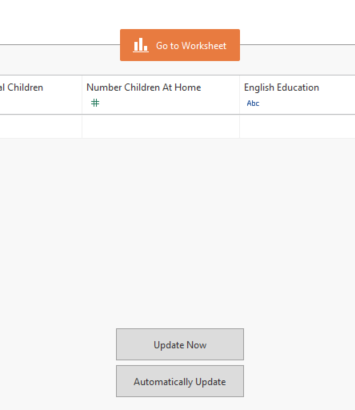 Go to Worksheet
al Children
Number Children At Home
English Education
#
Abc
Update Now
Automatically Update